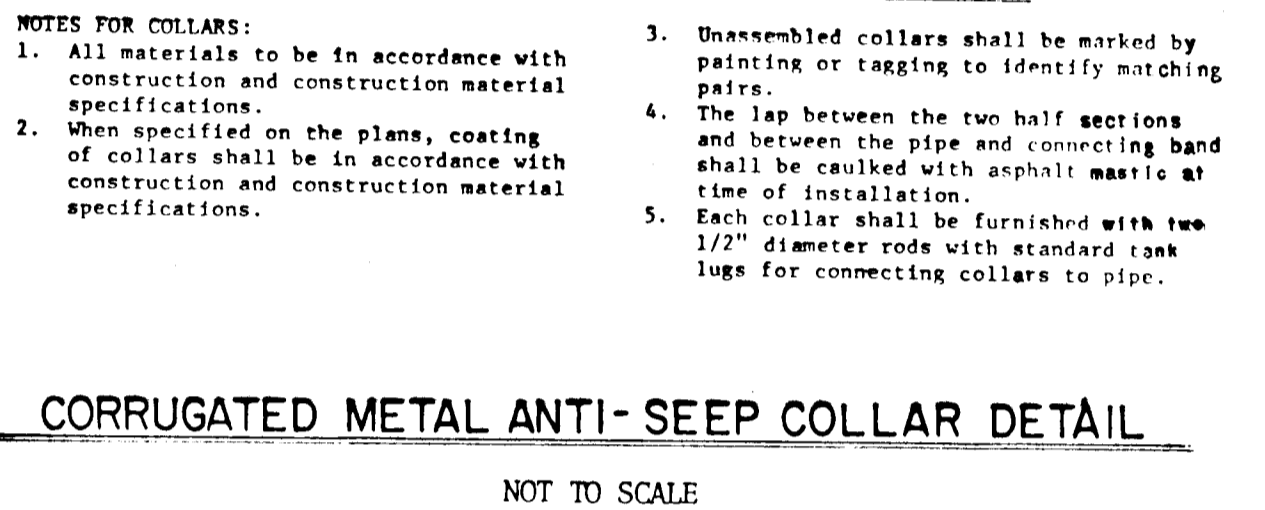 NOTES FOR COLLARS:
1. All materials to be in accordance with
construction and construction material
specifications.
2. When specified on the plans, coating
of collars shall be in accordance with
construction and construction material
specifications.
3. Unassembled collars shall be marked by
painting or tagging to identify matching
pairs.
4. The lap between the two half sections
and between the pipe and connecting band
shall be caulked with asphalt mastic at
time of installation.
5. Each collar shall be furnished with two
1/2" diameter rods with standard tank
lugs for connecting collars to pipe.
CORRUGATED METAL ANTI-SEEP COLLAR DETAIL
NOT TO SCALE